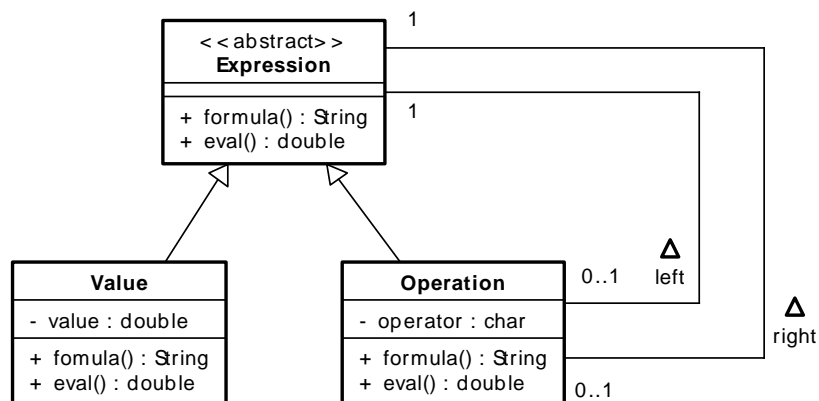 1
<<abstract>>
Expression
+ formula() : String
+ eval() : double
1
Value
- value : double
+ fomula() : String
+ eval() : double
Operation
- operator : char
+ formula() : String
+ eval() : double
0..1
left
right
0..1